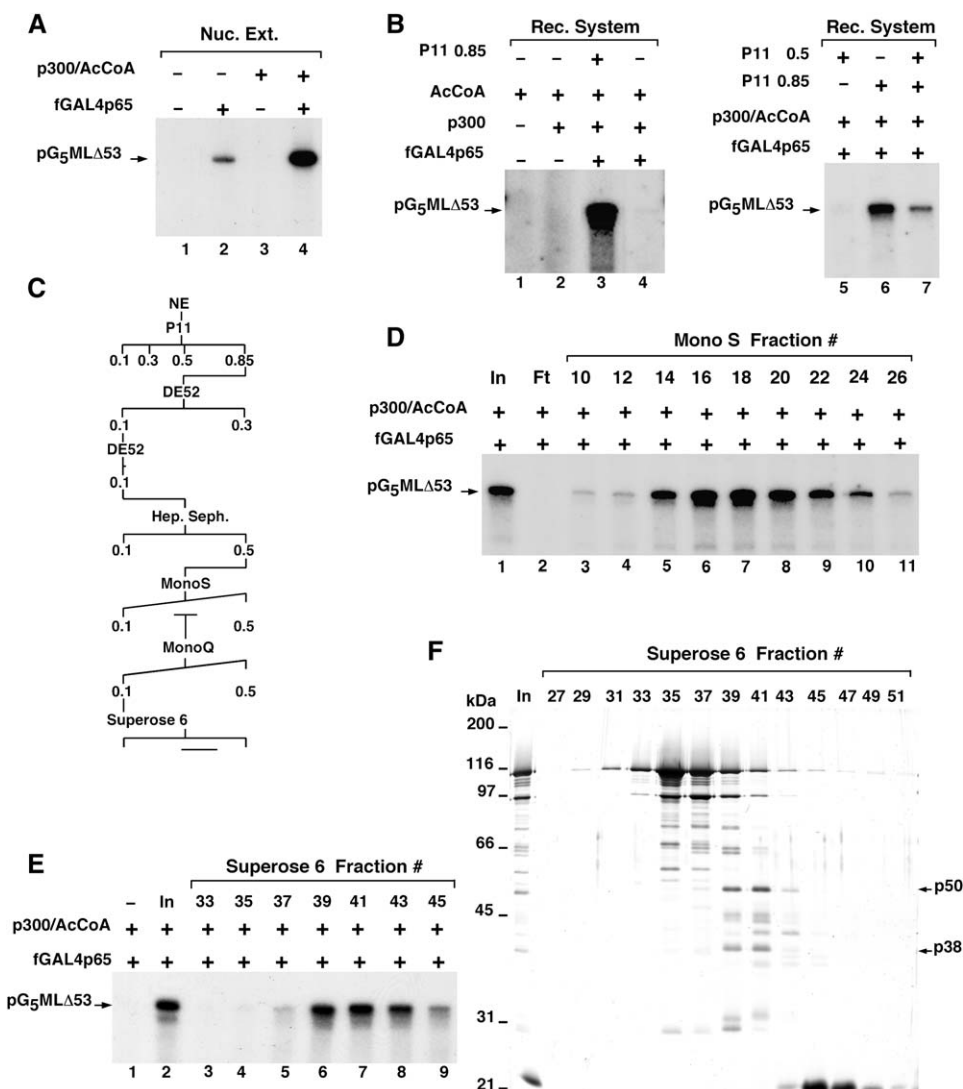 A
Nuc. Ext.
p300/AcCoA – – + +
fGAL4p65 – + – +
pG5MLΔ53
1 2 3 4
B
Rec. System
P11 0.85 – – + –
AcCoA + + + +
p300 – + + +
fGAL4p65 – – + +
pG5MLΔ53
1 2 3 4
Rec. System
P11 0.5 + – +
P11 0.85 – + +
p300/AcCoA + + +
fGAL4p65 + + +
pG5MLΔ53
5 6 7
C
NE
P11
0.1 0.3 0.5 0.85
DE52
0.1 0.3
DE52
0.1
Hep. Seph.
0.1 0.5
MonoS
0.1 0.5
MonoQ
0.1 0.5
Superose 6
D
Mono S Fraction #
In Ft 10 12 14 16 18 20 22 24 26
p300/AcCoA + + + + + + + + + + +
fGAL4p65 + + + + + + + + + + +
pG5MLΔ53
1 2 3 4 5 6 7 8 9 10 11
E
Superose 6 Fraction #
– In 33 35 37 39 41 43 45
p300/AcCoA + + + + + + + + +
fGAL4p65 + + + + + + + + +
pG5MLΔ53
1 2 3 4 5 6 7 8 9
F
Superose 6 Fraction #
kDa In 27 29 31 33 35 37 39 41 43 45 47 49 51
200
116
97
66
p50
45
p38
31
21